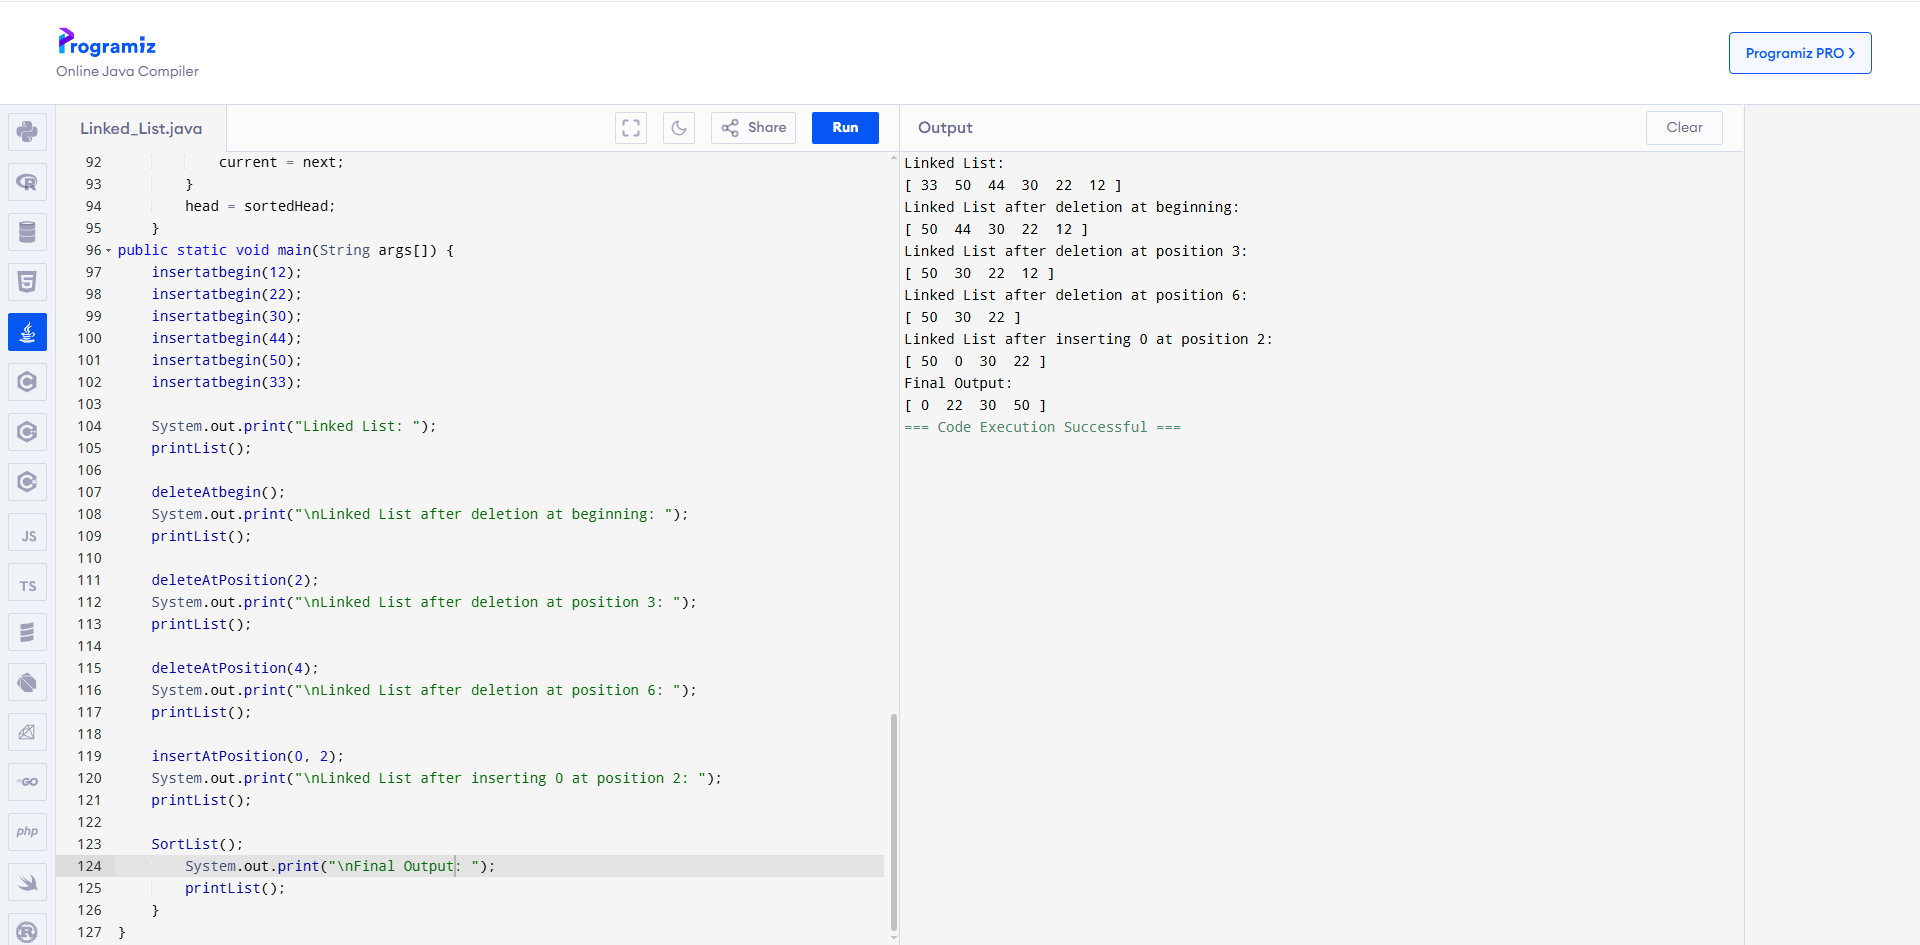 Programiz
Online Java Compiler
Programiz PRO
Linked_List.java
Share
Run
Output
Clear
JS
TS
GO
php
92 current = next;
93 }
94 head = sortedHead;
95 }
96 public static void main(String args[]) {
97 insertatbegin(12);
98 insertatbegin(22);
99 insertatbegin(30);
100 insertatbegin(44);
101 insertatbegin(50);
102 insertatbegin(33);
103
104 System.out.print("Linked List: ");
105 printList();
106
107 deleteAtbegin();
108 System.out.print("\nLinked List after deletion at beginning: ");
109 printList();
110
111 deleteAtPosition(2);
112 System.out.print("\nLinked List after deletion at position 3: ");
113 printList();
114
115 deleteAtPosition(4);
116 System.out.print("\nLinked List after deletion at position 6: ");
117 printList();
118
119 insertAtPosition(0, 2);
120 System.out.print("\nLinked List after inserting 0 at position 2: ");
121 printList();
122
123 SortList();
124 System.out.print("\nFinal Output: ");
125 printList();
126 }
127 }
Linked List:
[ 33 50 44 30 22 12 ]
Linked List after deletion at beginning:
[ 50 44 30 22 12 ]
Linked List after deletion at position 3:
[ 50 30 22 12 ]
Linked List after deletion at position 6:
[ 50 30 22 ]
Linked List after inserting 0 at position 2:
[ 50 0 30 22 ]
Final Output:
[ 0 22 30 50 ]
=== Code Execution Successful ===